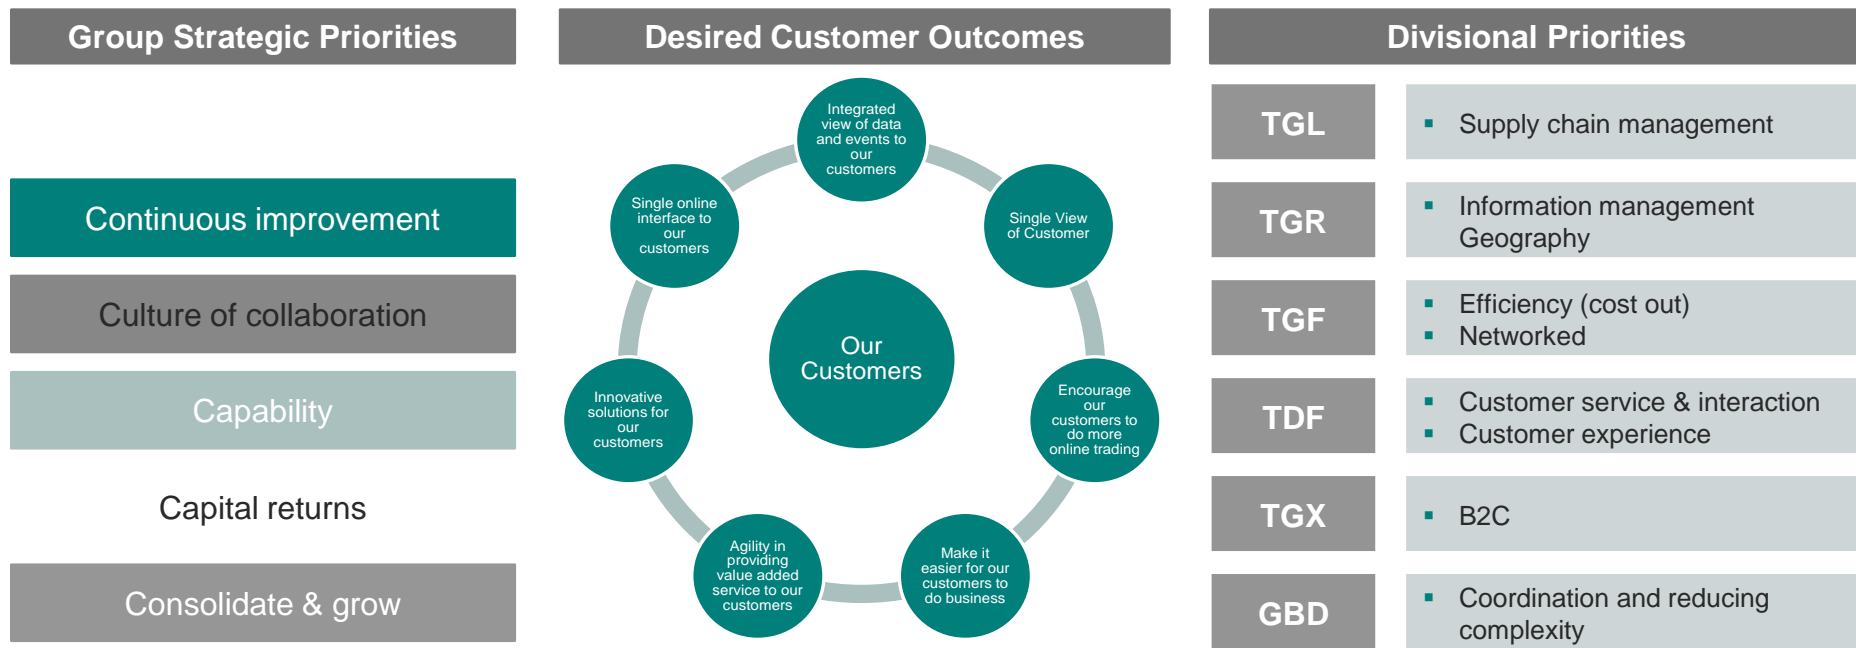 Group Strategic Priorities
Continuous improvement
Culture of collaboration
Capability
Capital returns
Consolidate & grow
Desired Customer Outcomes
Integrated
view of data
and events to
our
customers
Single View
of Customer
Encourage
our
customers to
do more
online trading
Make it
easier for our
customers to
do business
Agility in
providing
value added
service to our
customers
Innovative
solutions for
our
customers
Single online
interface to
our
customers
Our
Customers
Divisional Priorities
TGL
▪ Supply chain management
TGR
▪ Information management
Geography
TGF
▪ Efficiency (cost out)
▪ Networked
TDF
▪ Customer service & interaction
▪ Customer experience
TGX
▪ B2C
GBD
▪ Coordination and reducing
complexity